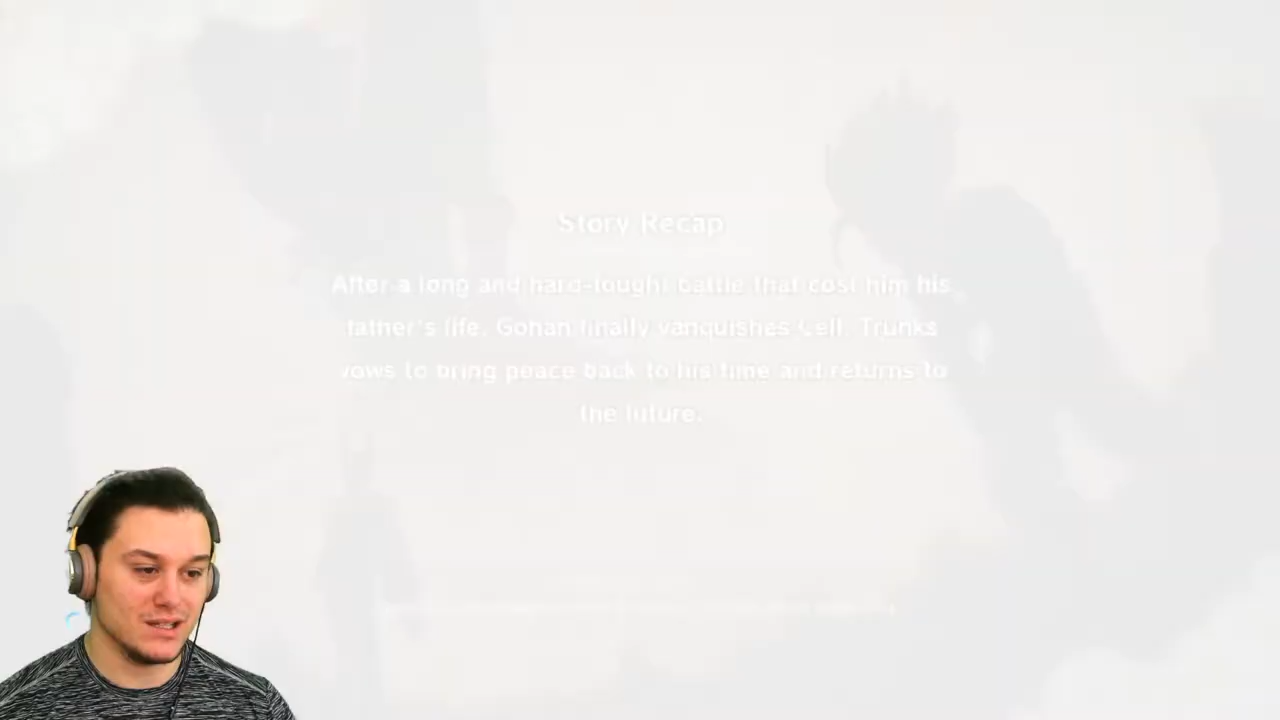 Story Recap
After a long and hard-fought battle that cost him his
father's life, Gohan finally vanquishes Cell. Trunks
vows to bring peace back to his time and returns to
the future.